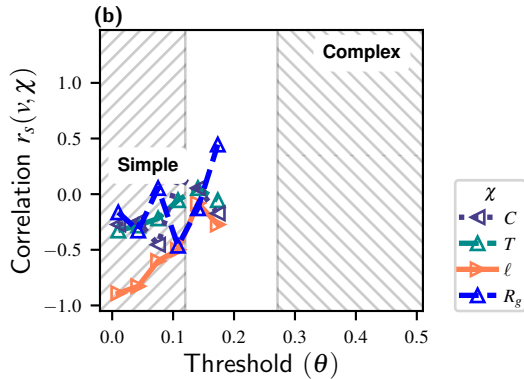 (b)
Complex
Simple
Correlation r_s(ν, χ)
1.0
0.5
0.0
−0.5
−1.0
0.0 0.1 0.2 0.3 0.4 0.5
Threshold (θ)
χ
C
T
ℓ
R_g